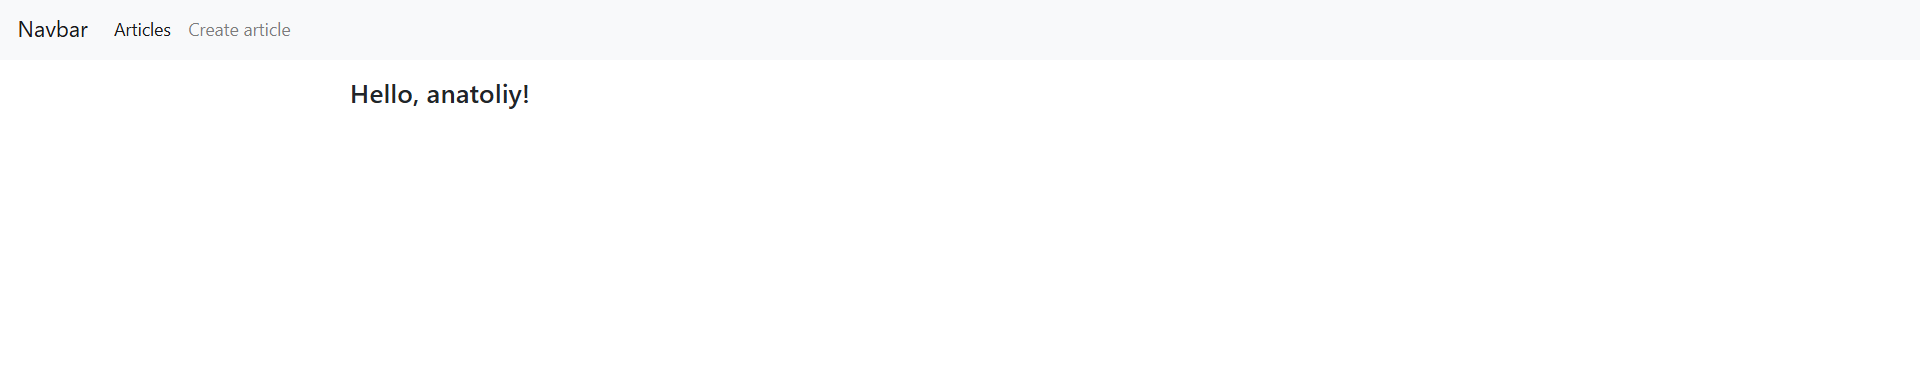 Navbar Articles Create article
Hello, anatoliy!